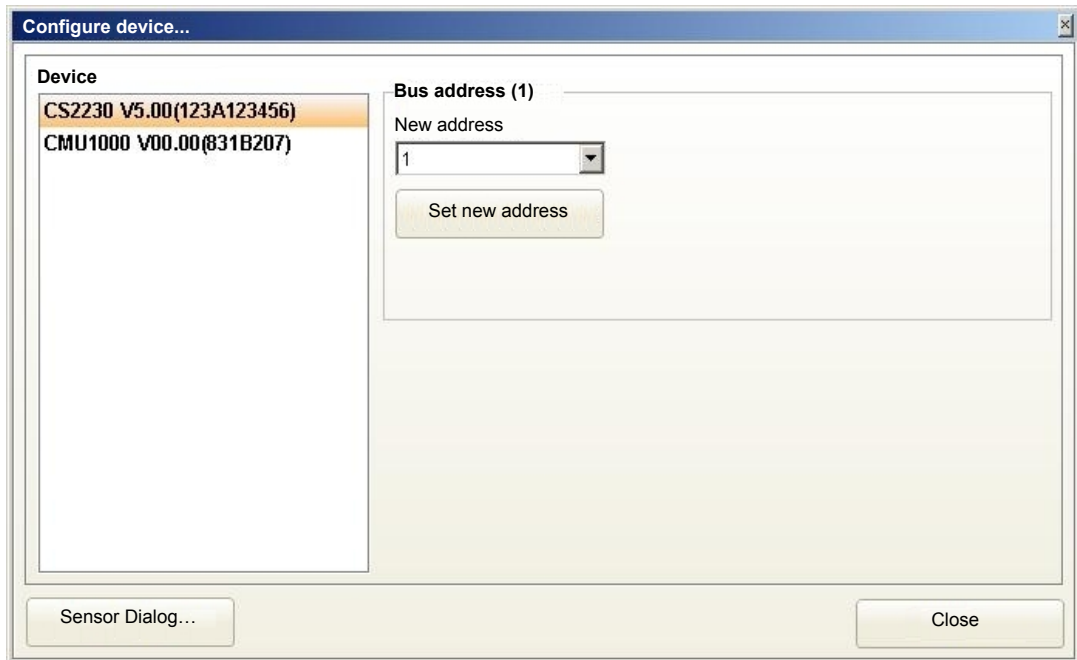 Configure device...
Device
CS2230 V5.00(123A123456)
CMU1000 V00.00(831B207)
Bus address (1)
New address
1
Set new address
Sensor Dialog…
Close